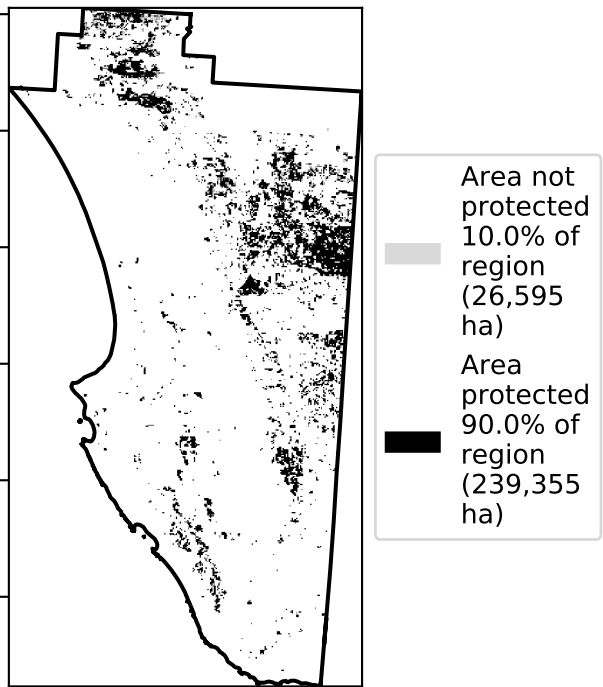 Area not
protected
10.0% of
region
(26,595
ha)
Area
protected
90.0% of
region
(239,355
ha)